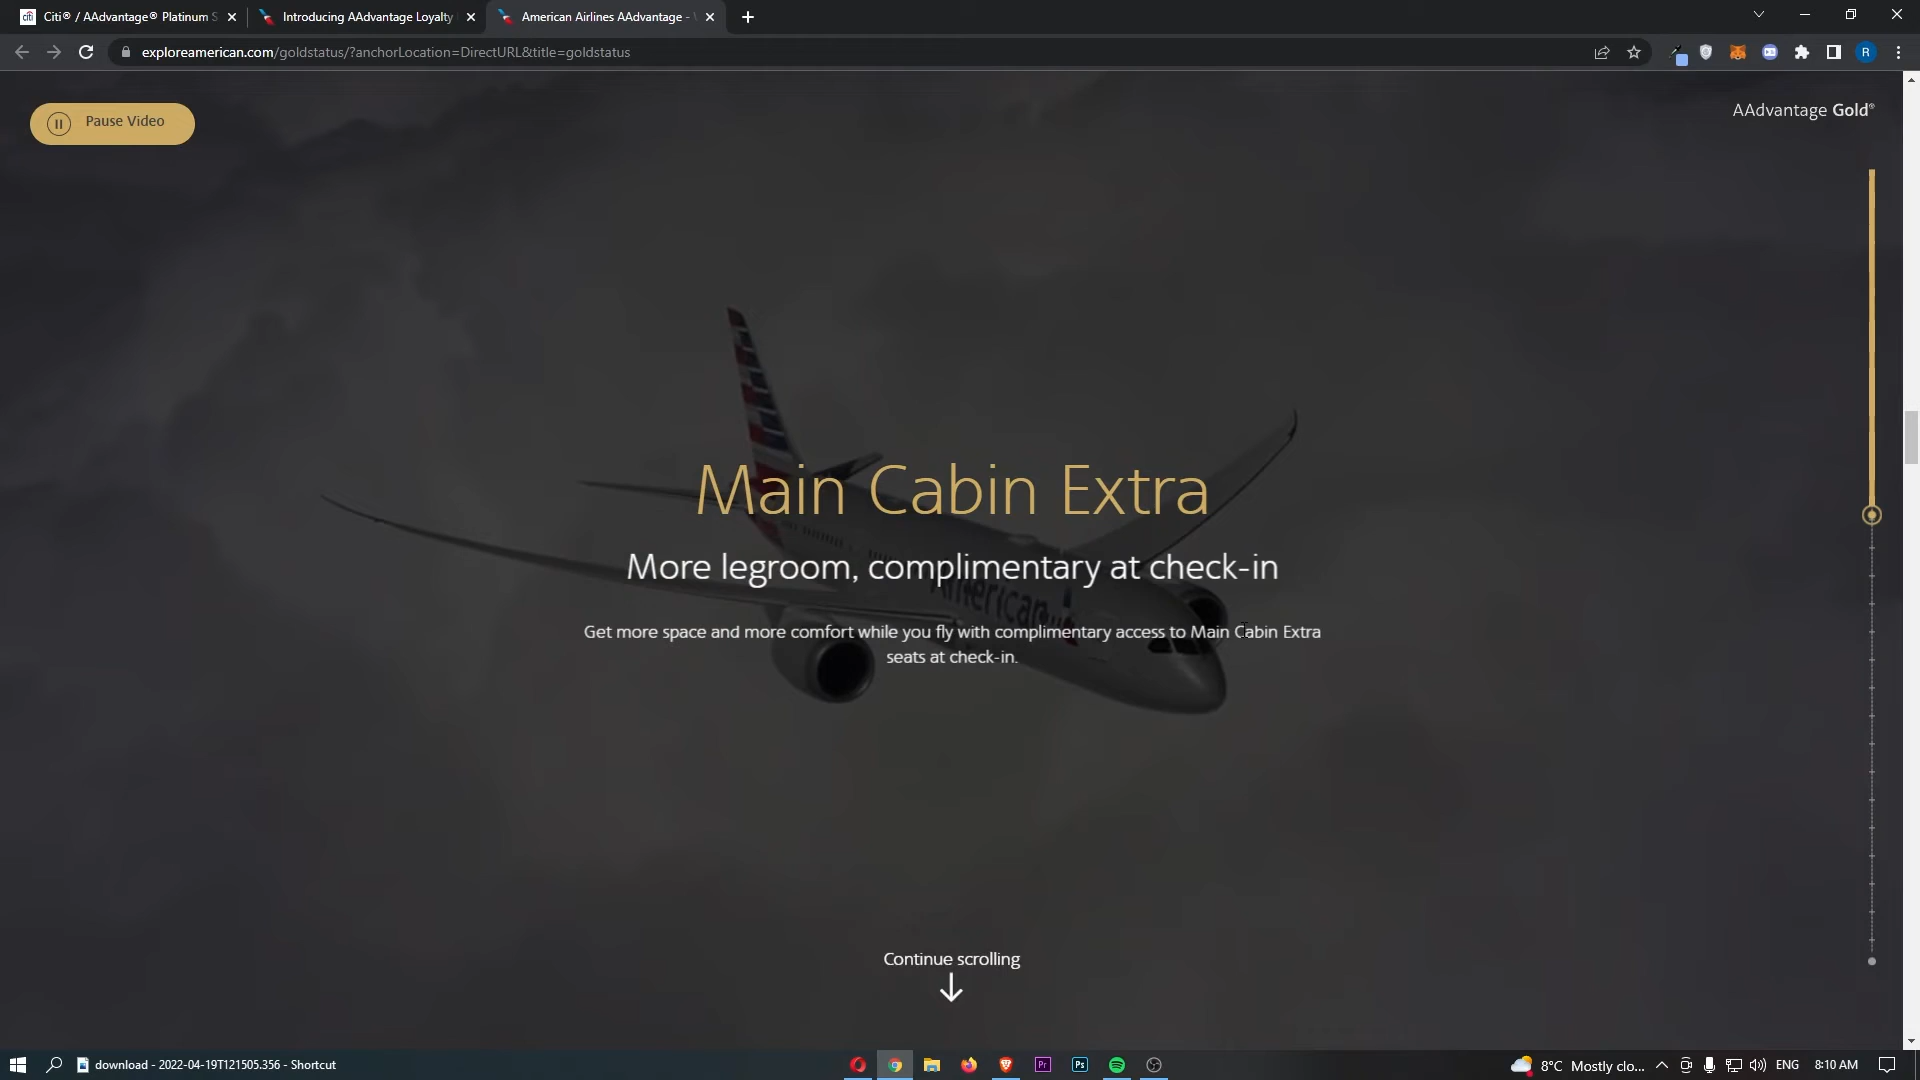 Citi® / AAdvantage® Platinum S
Introducing AAdvantage Loyalty
American Airlines AAdvantage -
exploreamerican.com/goldstatus/?anchorLocation=DirectURL&title=goldstatus
R
Pause Video
AAdvantage Gold®
American
Main Cabin Extra
More legroom, complimentary at check-in
Get more space and more comfort while you fly with complimentary access to Main Cabin Extra
seats at check-in.
Continue scrolling
download - 2022-04-19T121505.356 - Shortcut
Pr
Ps
8°C Mostly clo...
ENG
8:10 AM